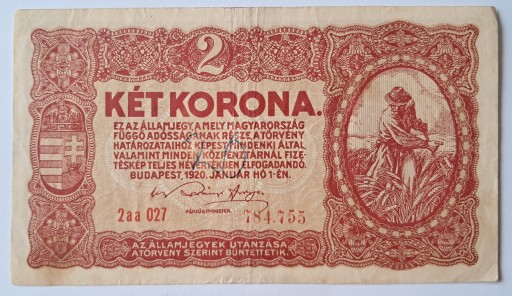 2
KÉT KORONA.
EZ AZ ÁLLAMJEGY A MELY MAGYARORSZÁG
FÜGGŐ ADÓSSÁGÁNAK RÉSZE, A TÖRVÉNY
HATÁROZATAIHOZ KÉPEST MINDENKI ÁLTAL,
VALAMINT MINDEN KÖZPÉNZTÁRNÁL FIZE-
TÉSKÉP TELJES NÉVÉRTÉKBEN ELFOGADANDÓ.
BUDAPEST, 1920. JANUÁR HÓ 1-ÉN.
2aa 027
PÉNZÜGYMINISTER.
784.755
AZ ÁLLAMJEGYEK UTÁNZÁSA
A TÖRVÉNY SZERINT BÜNTETTETIK.